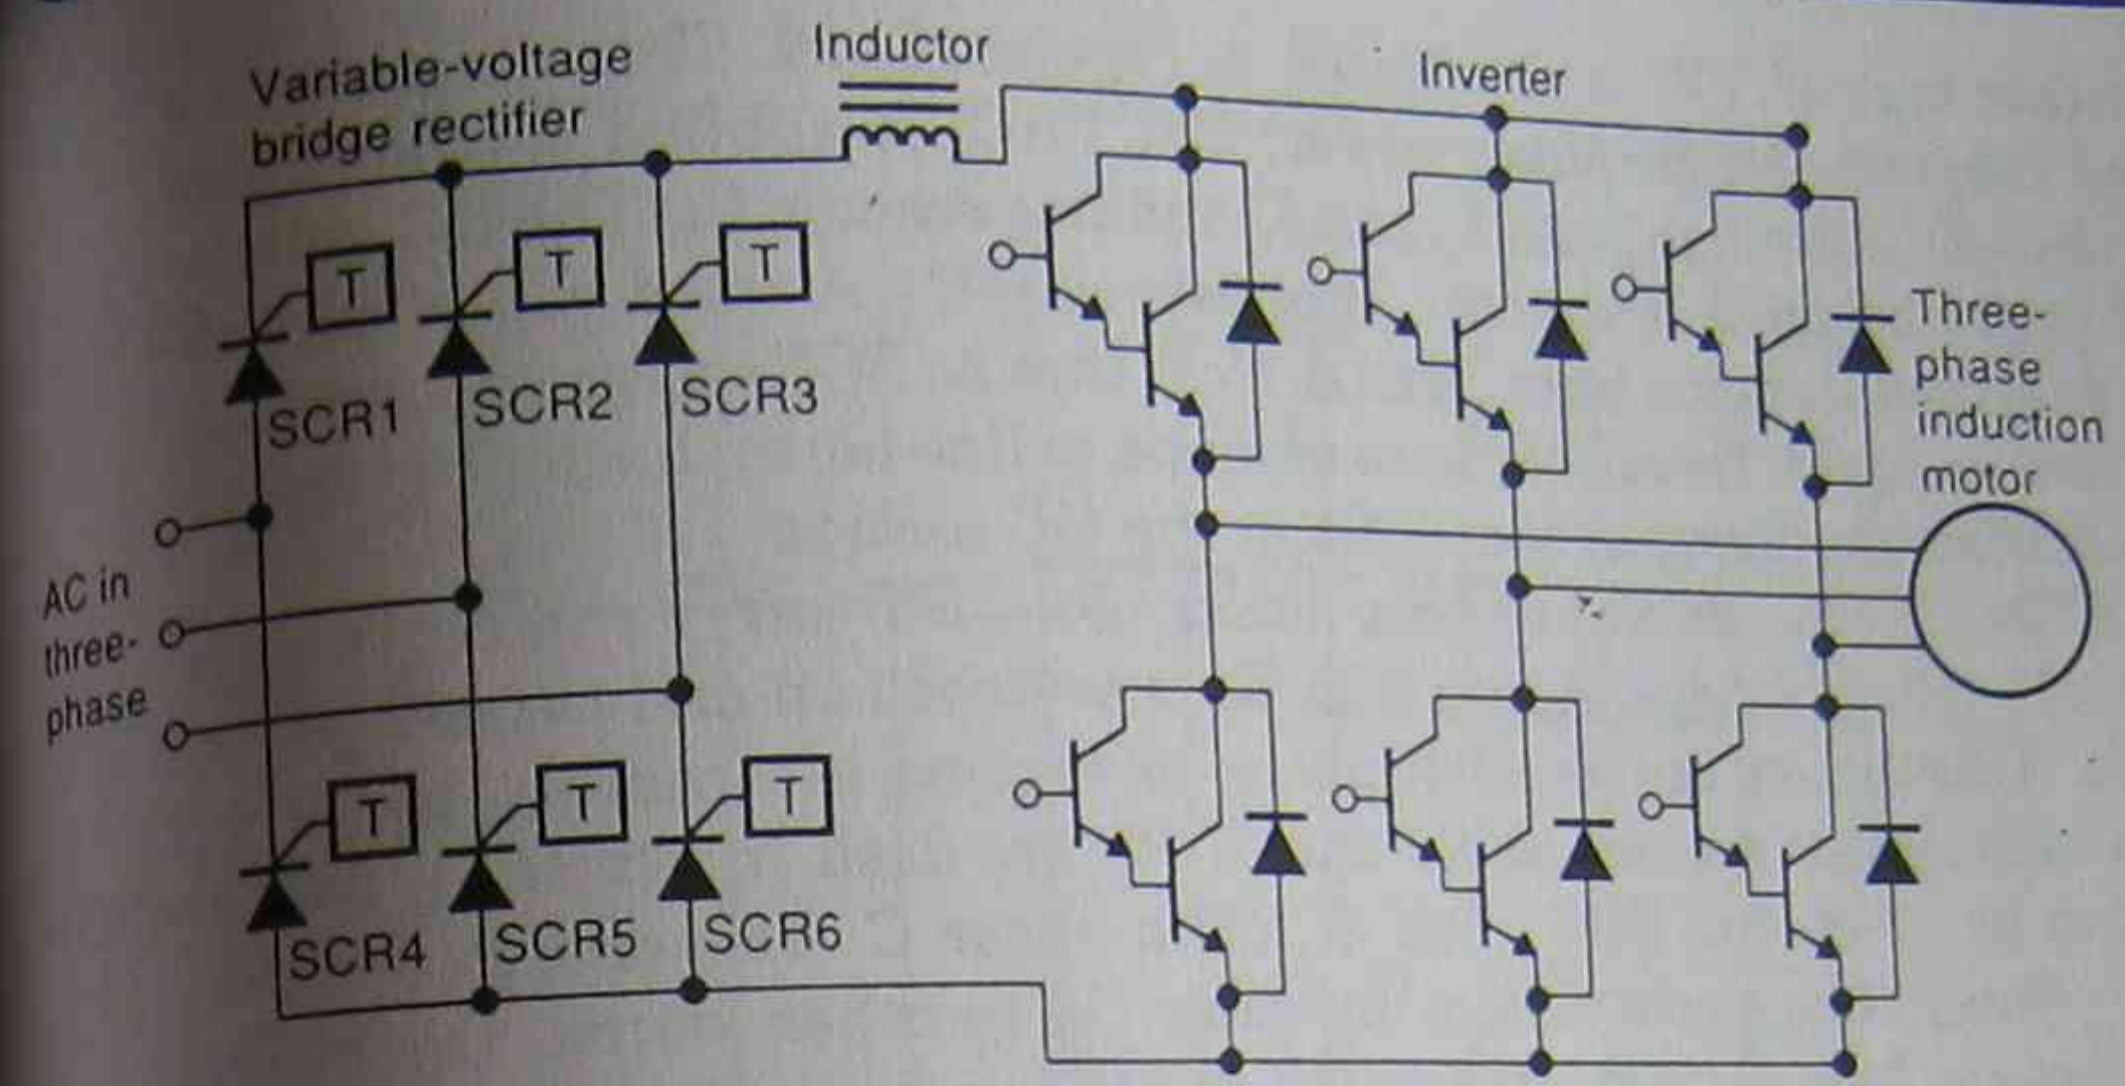 Variable-voltage
bridge rectifier
Inductor
Inverter
T
T
T
SCR1
SCR2
SCR3
Three-
phase
induction
motor
AC in
three-
phase
T
T
T
SCR4
SCR5
SCR6